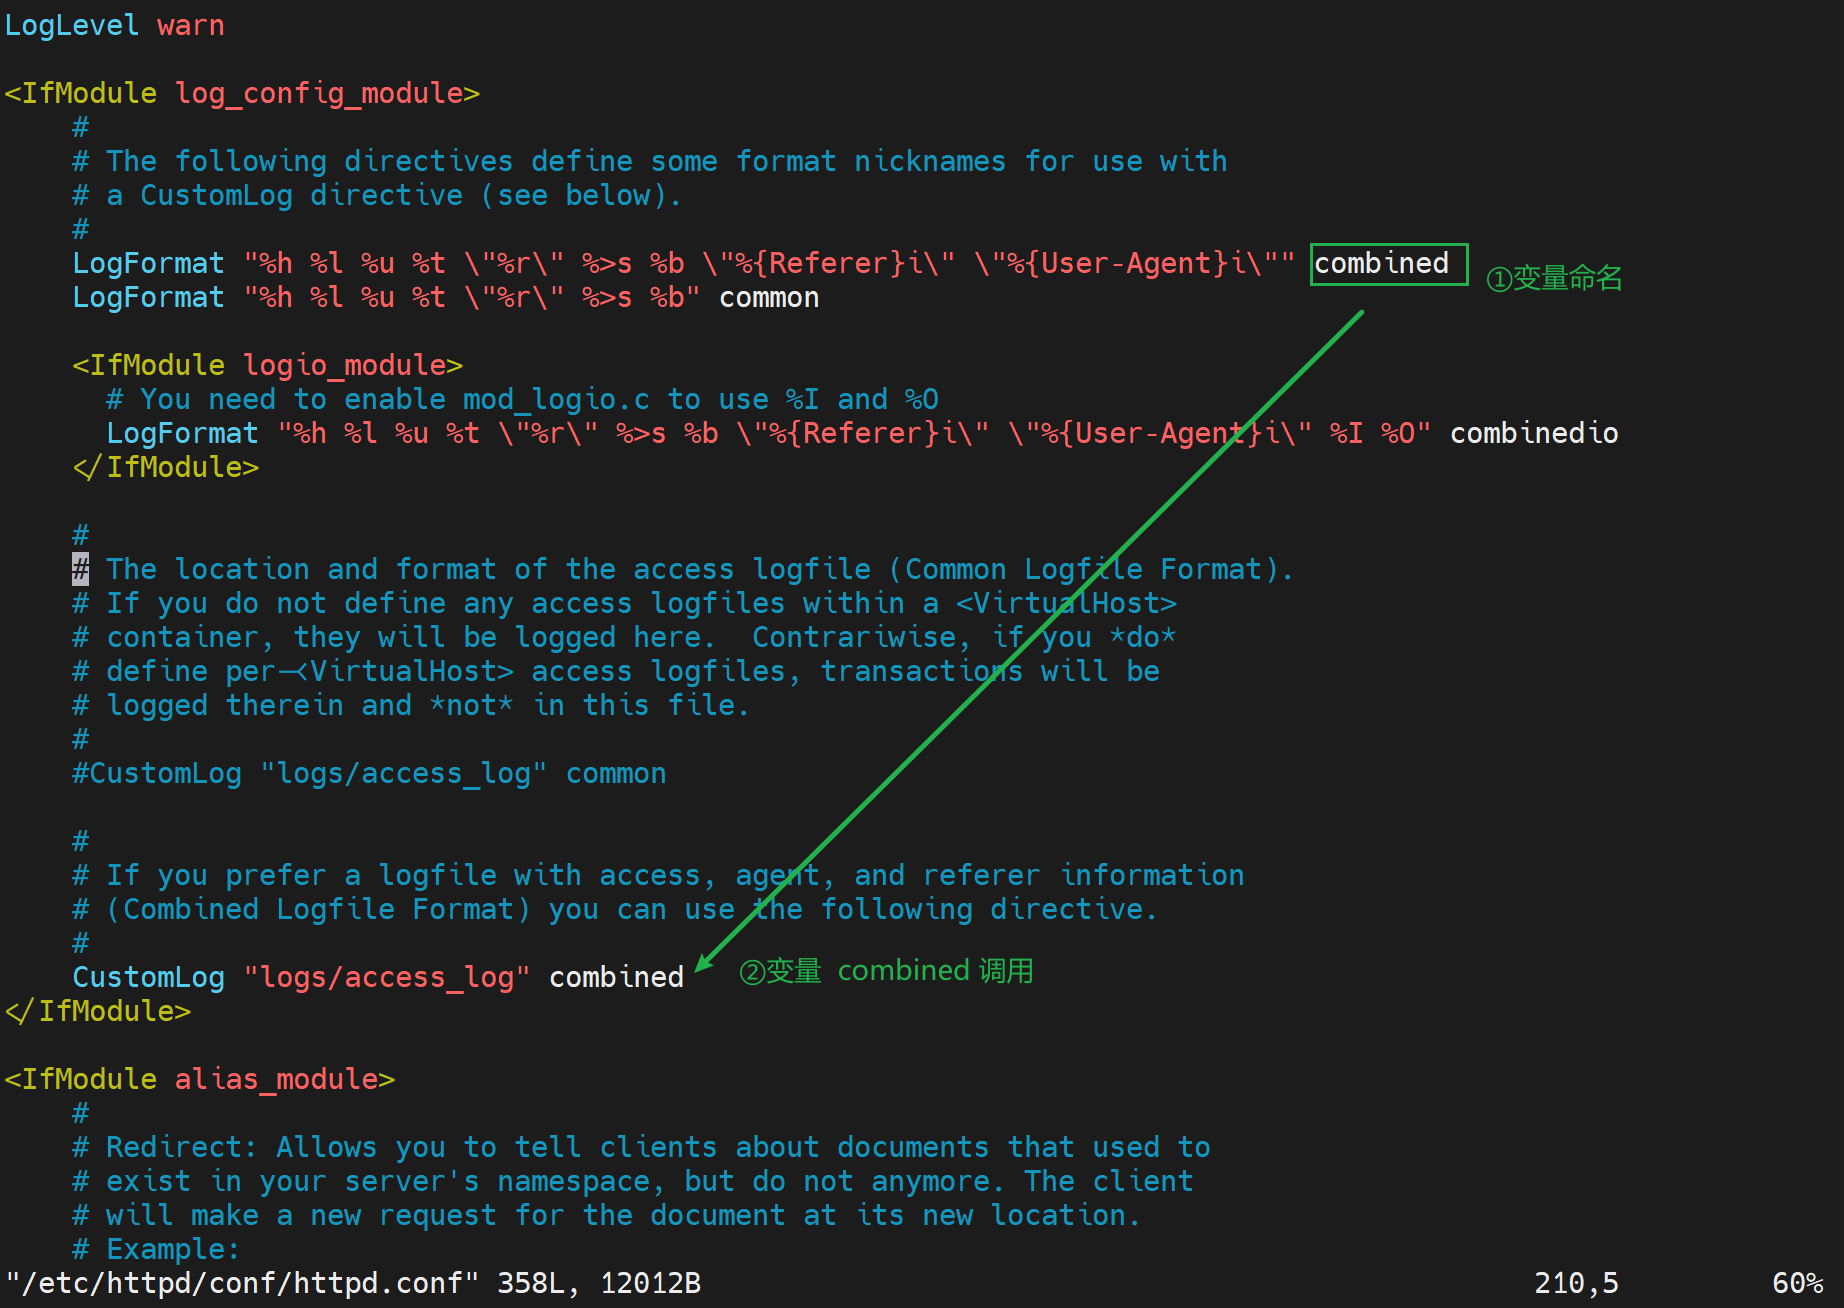 LogLevel warn
<IfModule log_config_module>
    #
    # The following directives define some format nicknames for use with
    # a CustomLog directive (see below).
    #
    LogFormat "%h %l %u %t \"%r\" %>s %b \"%{Referer}i\" \"%{User-Agent}i\"" combined ①变量命名
    LogFormat "%h %l %u %t \"%r\" %>s %b" common
    <IfModule logio_module>
      # You need to enable mod_logio.c to use %I and %O
      LogFormat "%h %l %u %t \"%r\" %>s %b \"%{Referer}i\" \"%{User-Agent}i\" %I %O" combinedio
    </IfModule>
    #
    # The location and format of the access logfile (Common Logfile Format).
    # If you do not define any access logfiles within a <VirtualHost>
    # container, they will be logged here.  Contrariwise, if you *do*
    # define per-<VirtualHost> access logfiles, transactions will be
    # logged therein and *not* in this file.
    #
    #CustomLog "logs/access_log" common
    #
    # If you prefer a logfile with access, agent, and referer information
    # (Combined Logfile Format) you can use the following directive.
    #
    CustomLog "logs/access_log" combined ②变量 combined 调用
</IfModule>
<IfModule alias_module>
    #
    # Redirect: Allows you to tell clients about documents that used to
    # exist in your server's namespace, but do not anymore. The client
    # will make a new request for the document at its new location.
    # Example:
"/etc/httpd/conf/httpd.conf" 358L, 12012B 210,5 60%